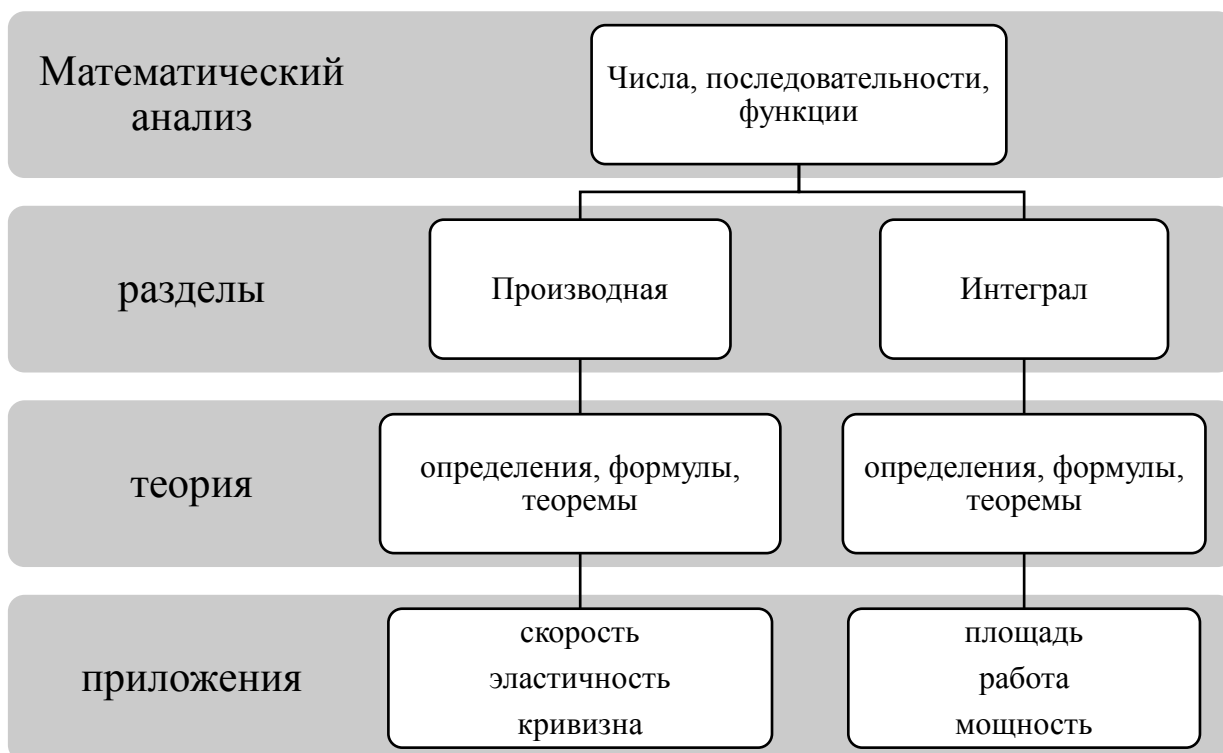 Математический
анализ
Числа, последовательности,
функции
разделы
Производная
Интеграл
теория
определения, формулы,
теоремы
определения, формулы,
теоремы
приложения
скорость
эластичность
кривизна
площадь
работа
мощность